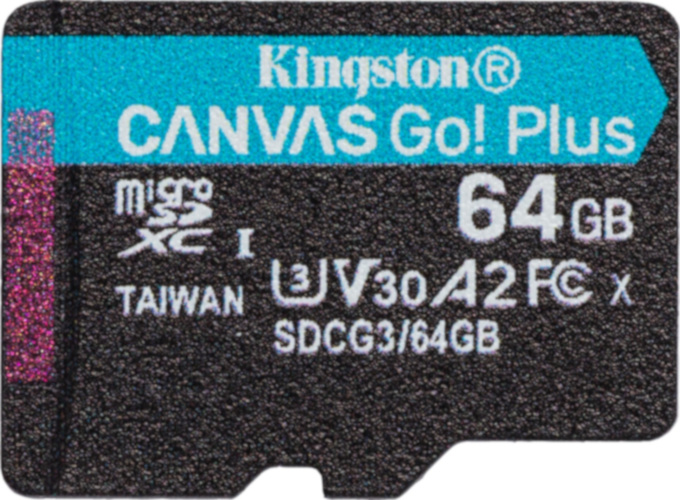 Kingston®
CANVAS Go! Plus
micro
SD
XC I
64GB
TAIWAN
U3 V30 A2 FC X
SDCG3/64GB